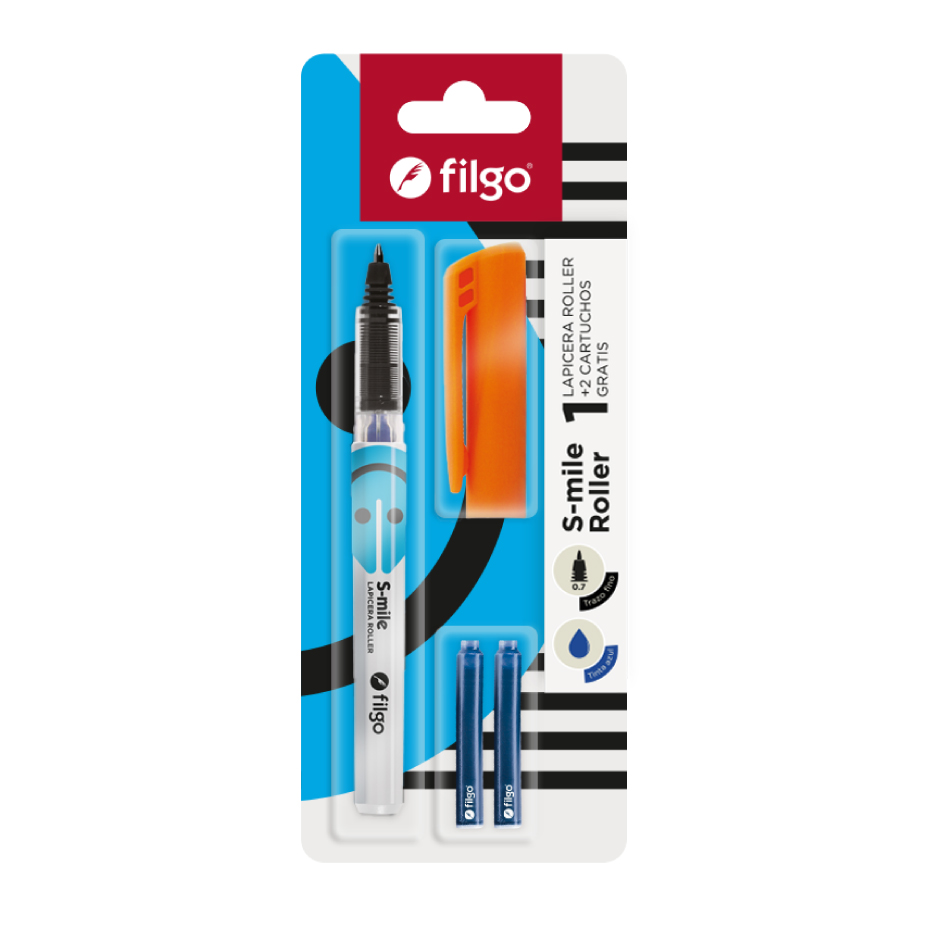 filgo®
1 LAPICERA ROLLER
+2 CARTUCHOS
GRATIS
S-mile
Roller
0.7
Trazo fino
Tinta azul
S-mile
LAPICERA ROLLER
filgo
filgo
filgo